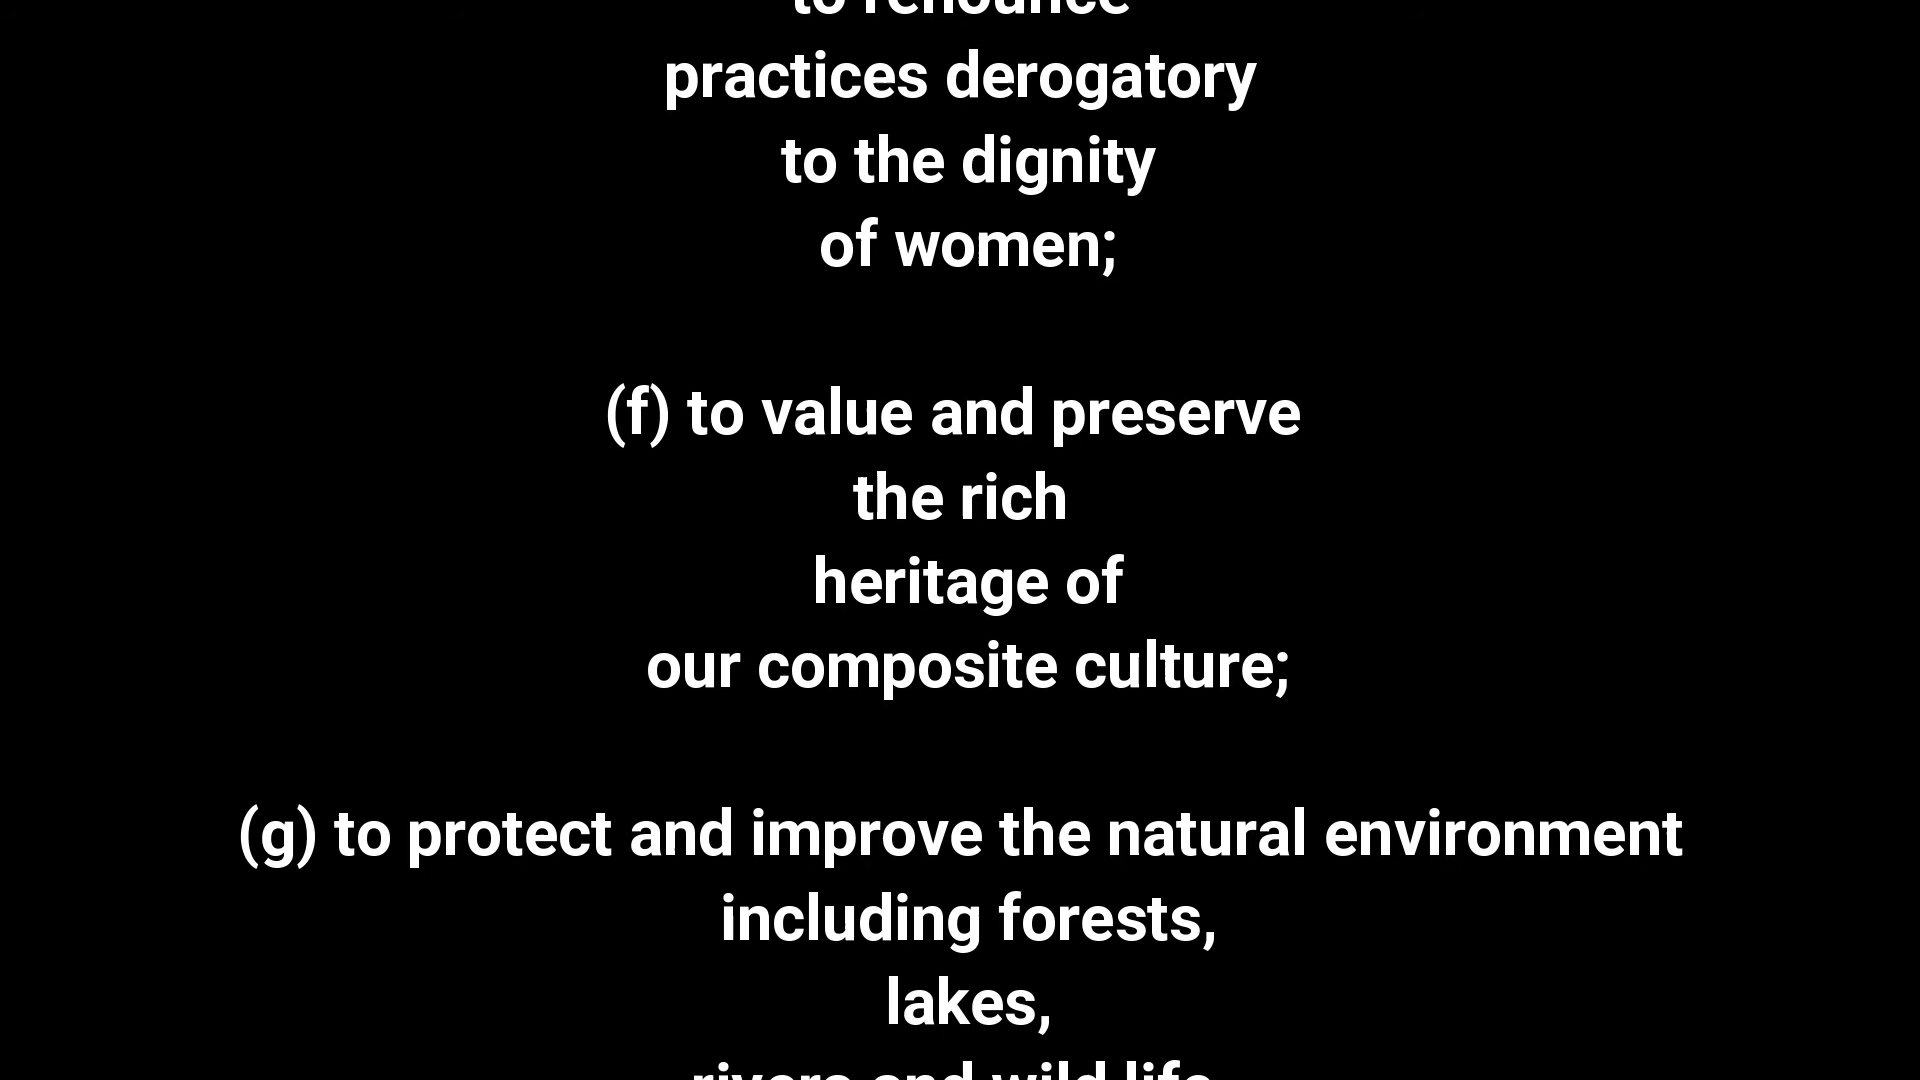 to renounce
practices derogatory
to the dignity
of women;
(f) to value and preserve
the rich
heritage of
our composite culture;
(g) to protect and improve the natural environment
including forests,
lakes,
rivers and wild life